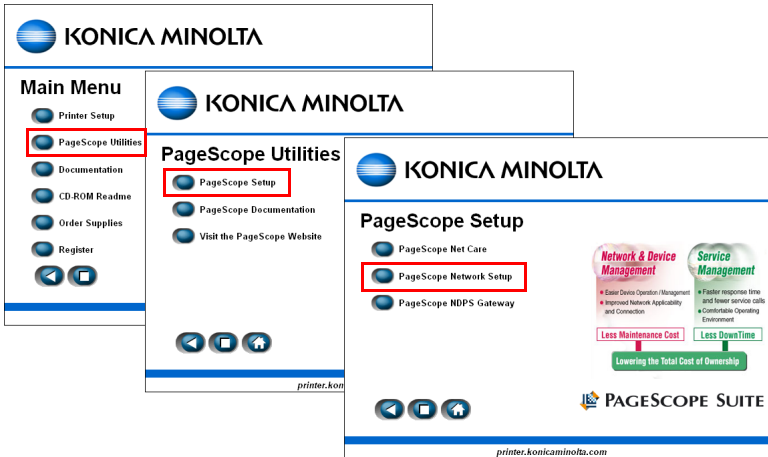 KONICA MINOLTA
Main Menu
Printer Setup
PageScope Utilities
Documentation
CD-ROM Readme
Order Supplies
Register
KONICA MINOLTA
PageScope Utilities
PageScope Setup
PageScope Documentation
Visit the PageScope Website
printer.kon
KONICA MINOLTA
PageScope Setup
PageScope Net Care
PageScope Network Setup
PageScope NDPS Gateway
Network & Device
Management
• Easier Device Operation / Management
• Improved Network Applicability
and Connection
Less Maintenance Cost
Service
Management
• Faster response time
and fewer service calls
• Comfortable Operating
Environment
Less DownTime
Lowering the Total Cost of Ownership
PAGESCOPE SUITE
printer.konicaminolta.com